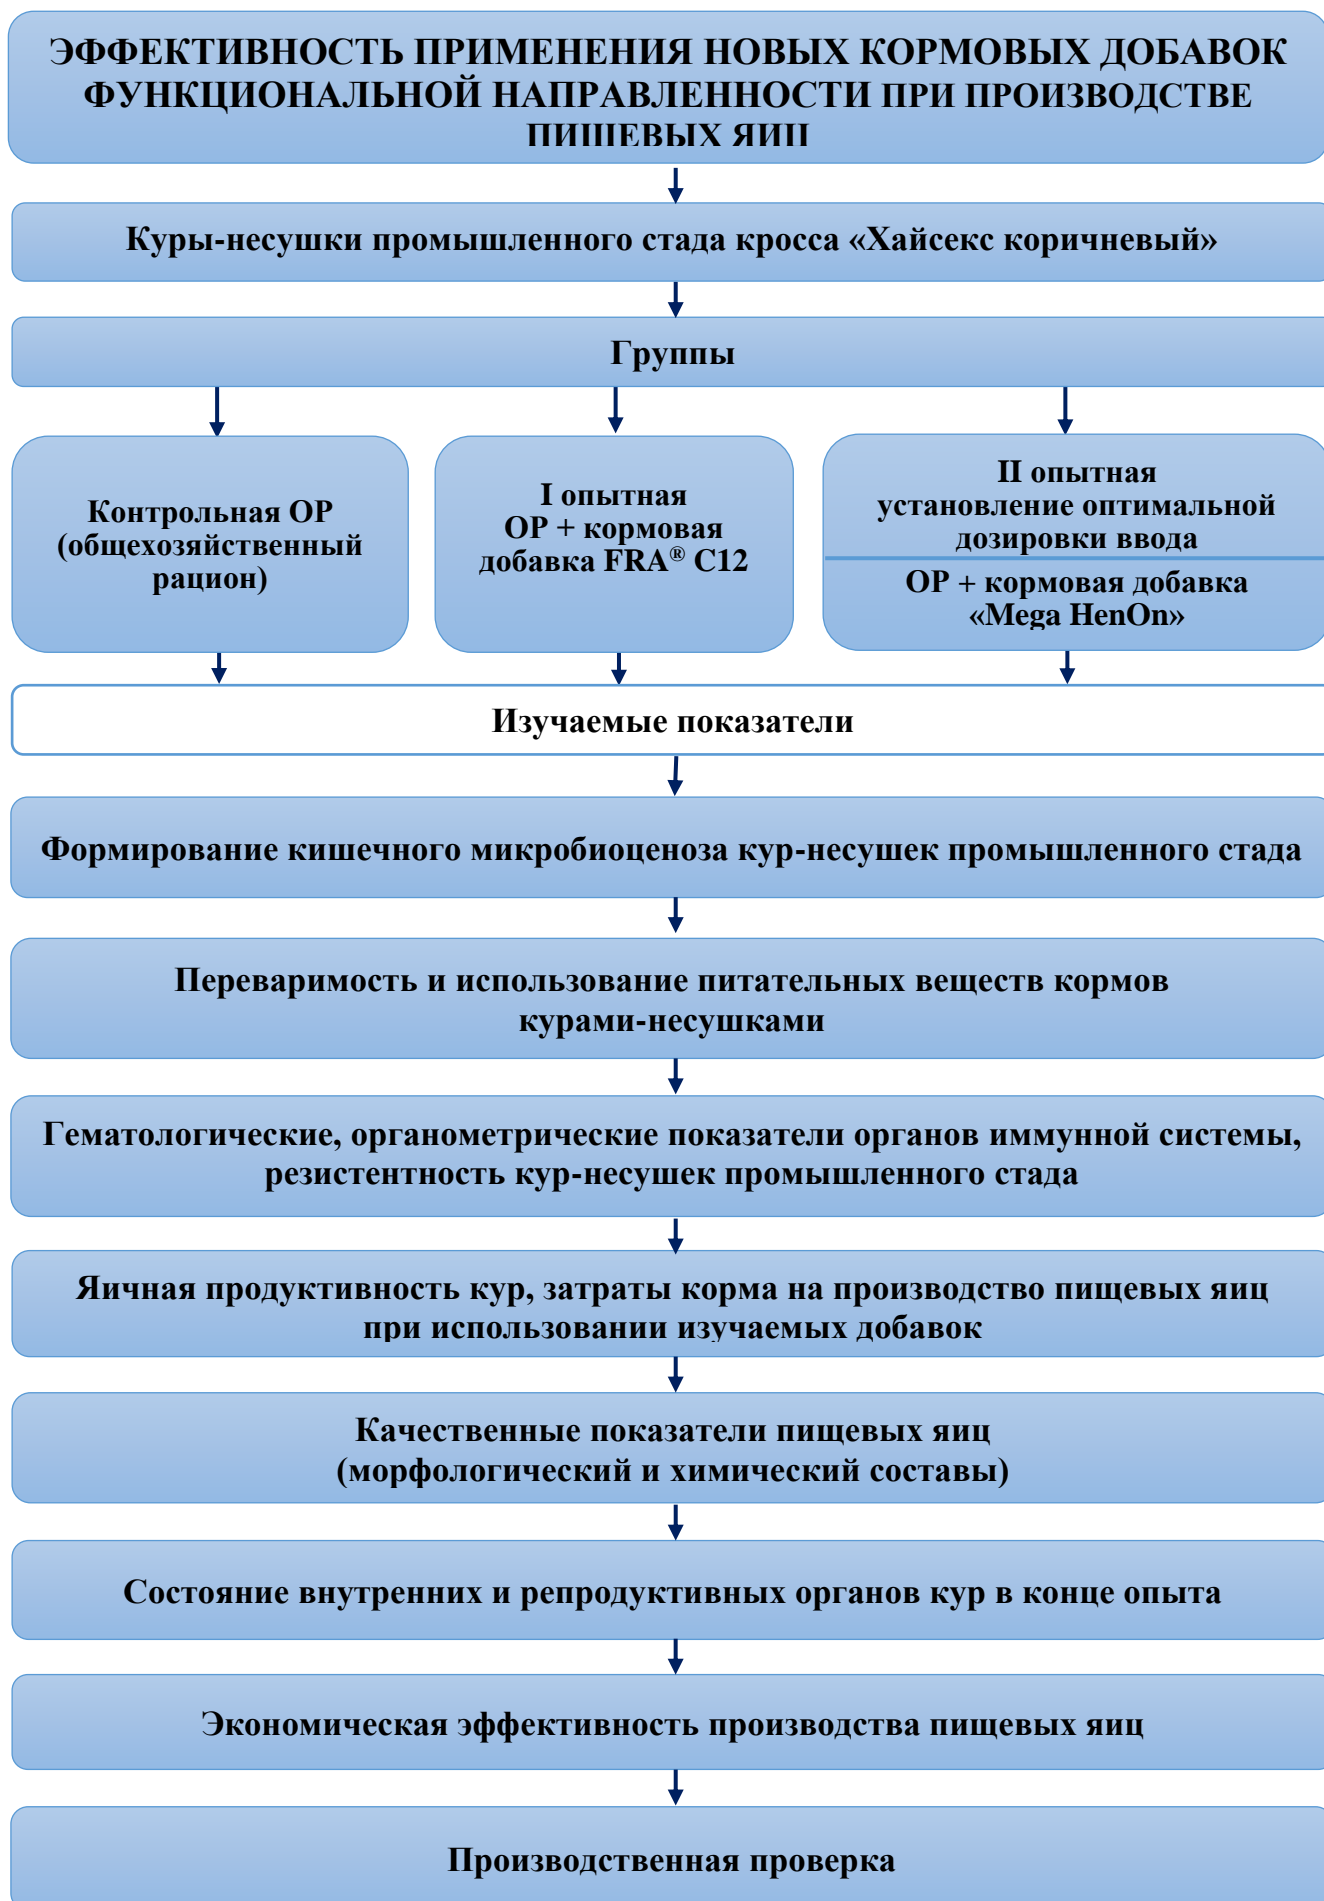 ЭФФЕКТИВНОСТЬ ПРИМЕНЕНИЯ НОВЫХ КОРМОВЫХ ДОБАВОК
ФУНКЦИОНАЛЬНОЙ НАПРАВЛЕННОСТИ ПРИ ПРОИЗВОДСТВЕ
ПИЩЕВЫХ ЯИЦ
Куры-несушки промышленного стада кросса «Хайсекс коричневый»
Группы
Контрольная ОР
(общехозяйственный
рацион)
I опытная
ОР + кормовая
добавка FRA® C12
II опытная
установление оптимальной
дозировки ввода
ОР + кормовая добавка
«Mega HenOn»
Изучаемые показатели
Формирование кишечного микробиоценоза кур-несушек промышленного стада
Переваримость и использование питательных веществ кормов
курами-несушками
Гематологические, органометрические показатели органов иммунной системы,
резистентность кур-несушек промышленного стада
Яичная продуктивность кур, затраты корма на производство пищевых яиц
при использовании изучаемых добавок
Качественные показатели пищевых яиц
(морфологический и химический составы)
Состояние внутренних и репродуктивных органов кур в конце опыта
Экономическая эффективность производства пищевых яиц
Производственная проверка